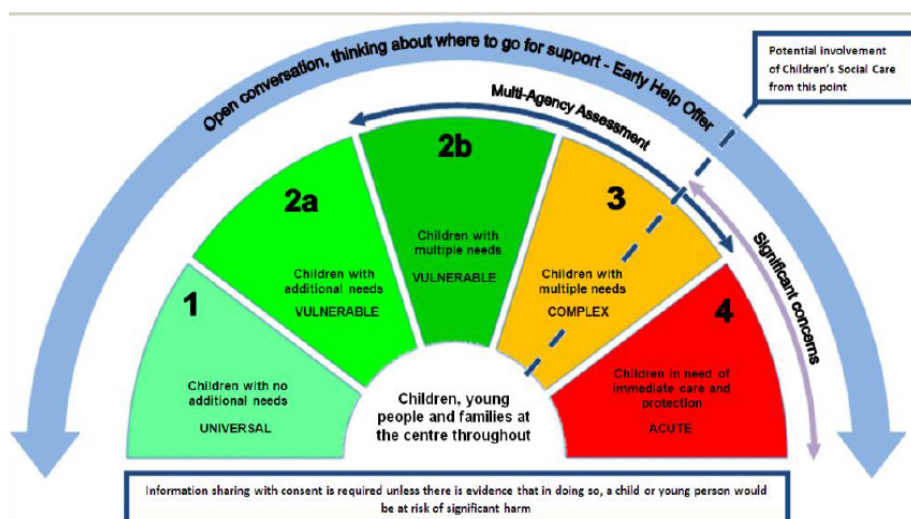 Open conversation, thinking about where to go for support - Early Help Offer
Potential involvement
of Children's Social Care
from this point
Multi-Agency Assessment
Significant concerns
1
Children with no
additional needs
UNIVERSAL
2a
Children with
additional needs
VULNERABLE
2b
Children with
multiple needs
VULNERABLE
3
Children with
multiple needs
COMPLEX
4
Children in need of
immediate care and
protection
ACUTE
Children, young
people and families at
the centre throughout
Information sharing with consent is required unless there is evidence that in doing so, a child or young person would
be at risk of significant harm